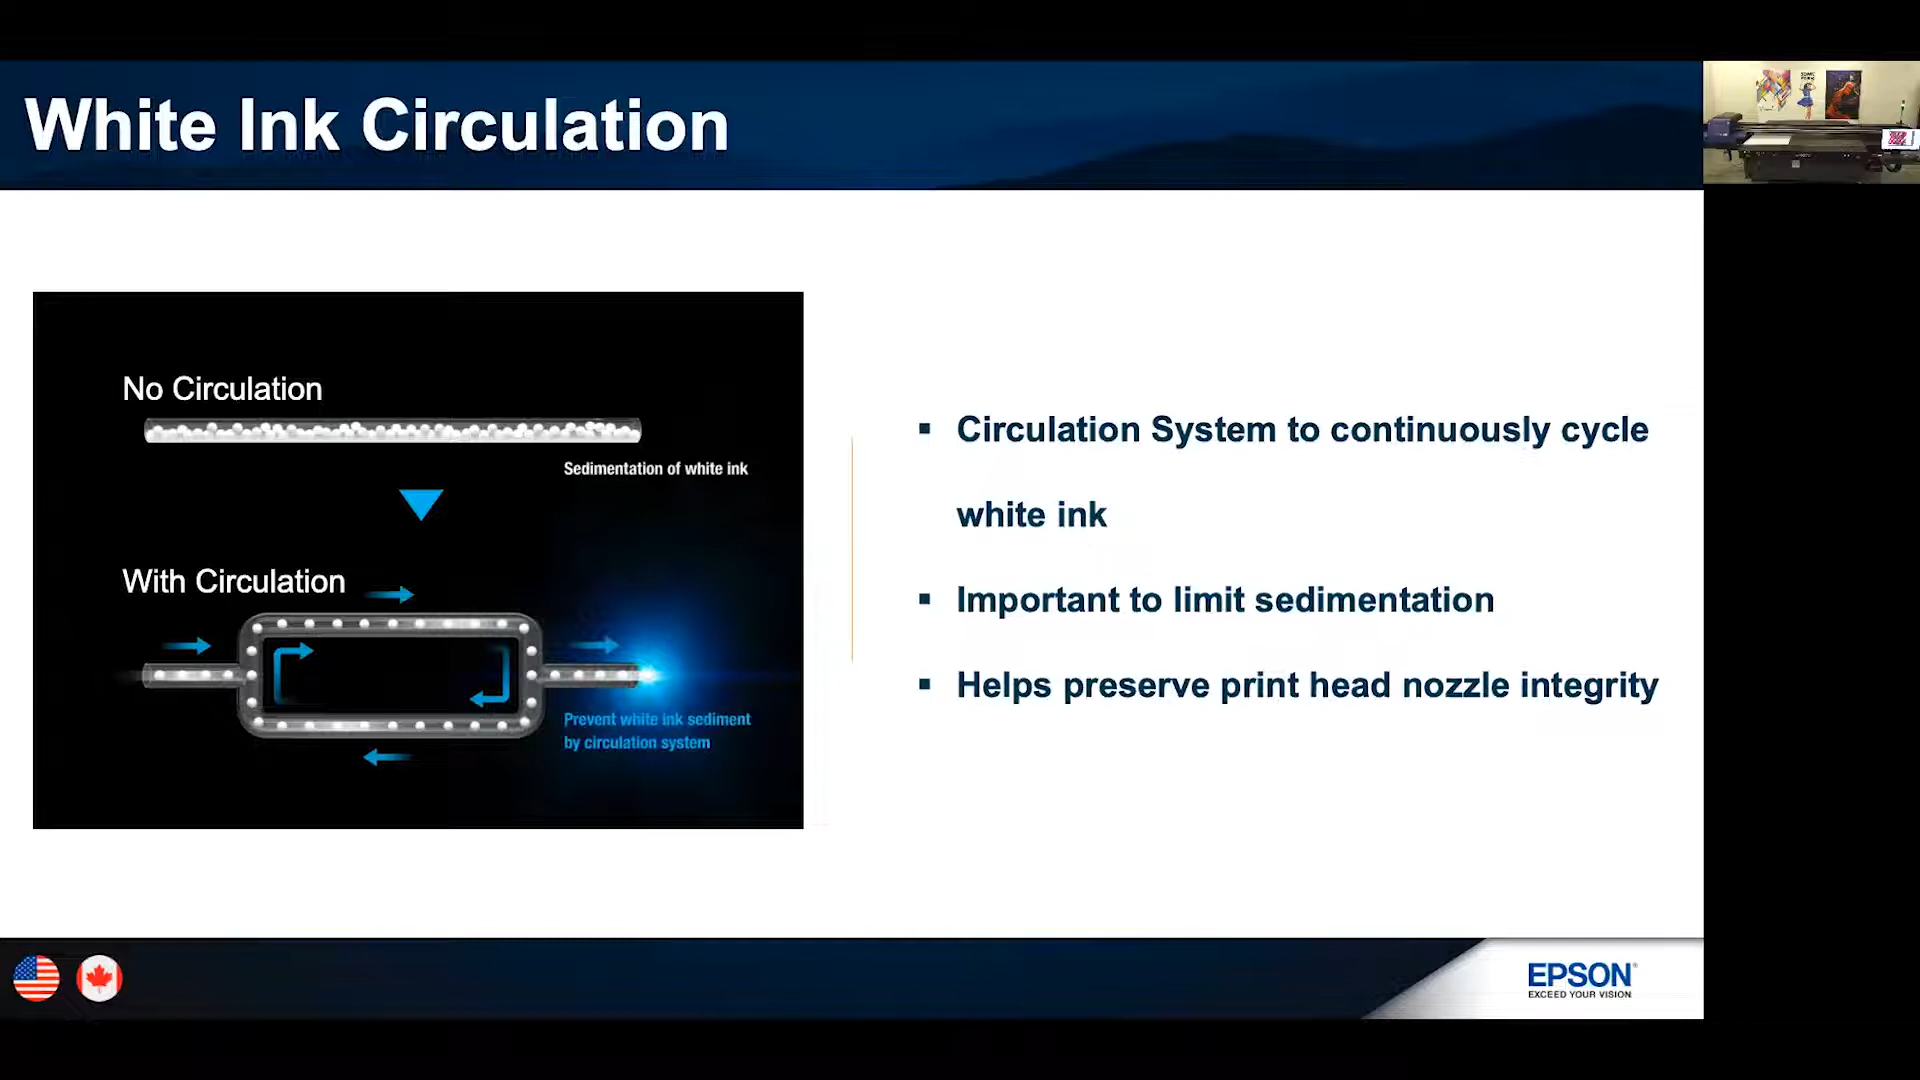 White Ink Circulation
No Circulation
Sedimentation of white ink
With Circulation
Prevent white ink sediment
by circulation system
▪ Circulation System to continuously cycle
white ink
▪ Important to limit sedimentation
▪ Helps preserve print head nozzle integrity
EPSON®
EXCEED YOUR VISION